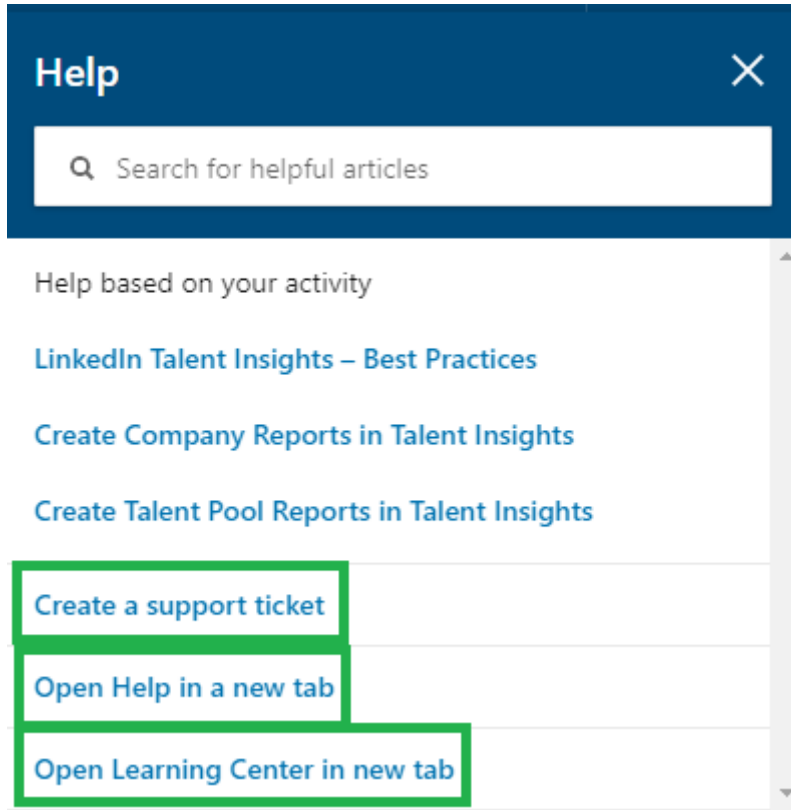 Help
Search for helpful articles
Help based on your activity
LinkedIn Talent Insights – Best Practices
Create Company Reports in Talent Insights
Create Talent Pool Reports in Talent Insights
Create a support ticket
Open Help in a new tab
Open Learning Center in new tab